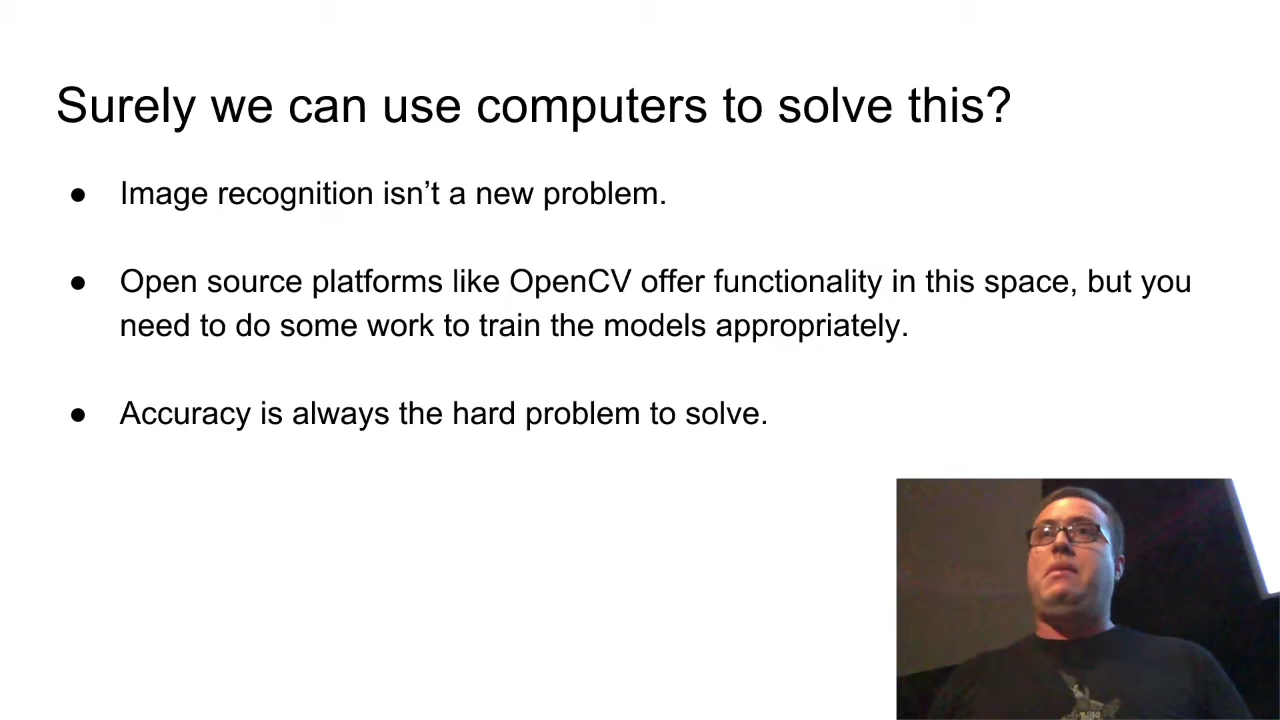 Surely we can use computers to solve this?
● Image recognition isn’t a new problem.
● Open source platforms like OpenCV offer functionality in this space, but you
need to do some work to train the models appropriately.
● Accuracy is always the hard problem to solve.